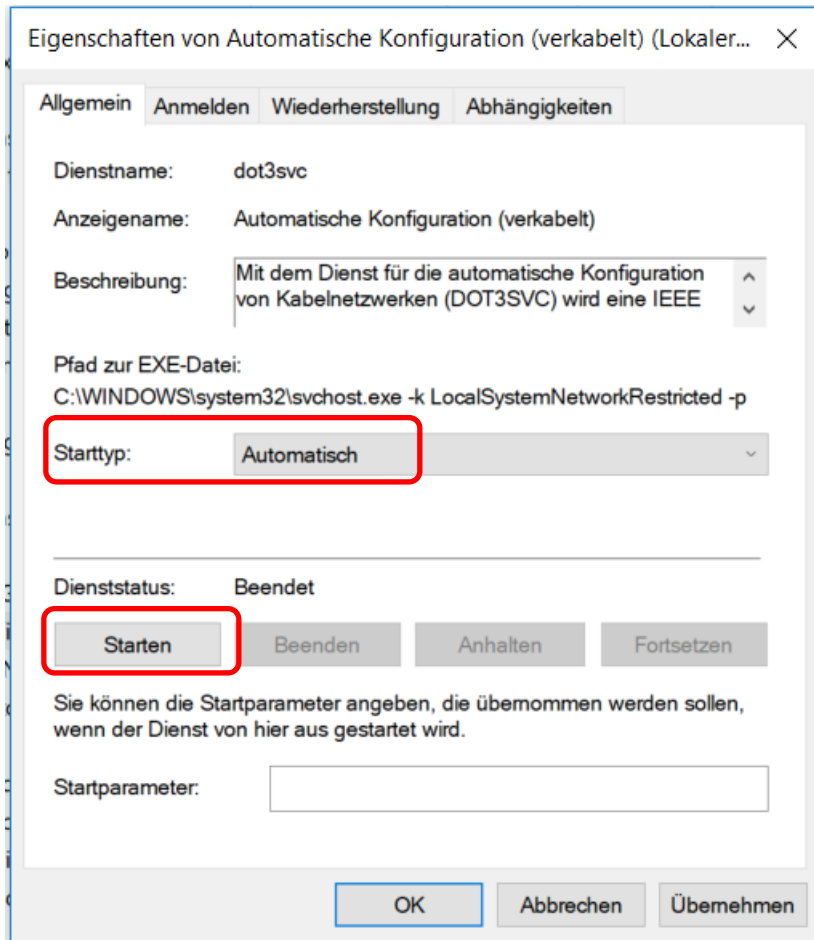 Eigenschaften von Automatische Konfiguration (verkabelt) (Lokaler...
Allgemein Anmelden Wiederherstellung Abhängigkeiten
Dienstname: dot3svc
Anzeigename: Automatische Konfiguration (verkabelt)
Beschreibung: Mit dem Dienst für die automatische Konfiguration
von Kabelnetzwerken (DOT3SVC) wird eine IEEE
Pfad zur EXE-Datei:
C:\WINDOWS\system32\svchost.exe -k LocalSystemNetworkRestricted -p
Starttyp: Automatisch
Dienststatus: Beendet
Starten Beenden Anhalten Fortsetzen
Sie können die Startparameter angeben, die übernommen werden sollen,
wenn der Dienst von hier aus gestartet wird.
Startparameter:
OK Abbrechen Übernehmen